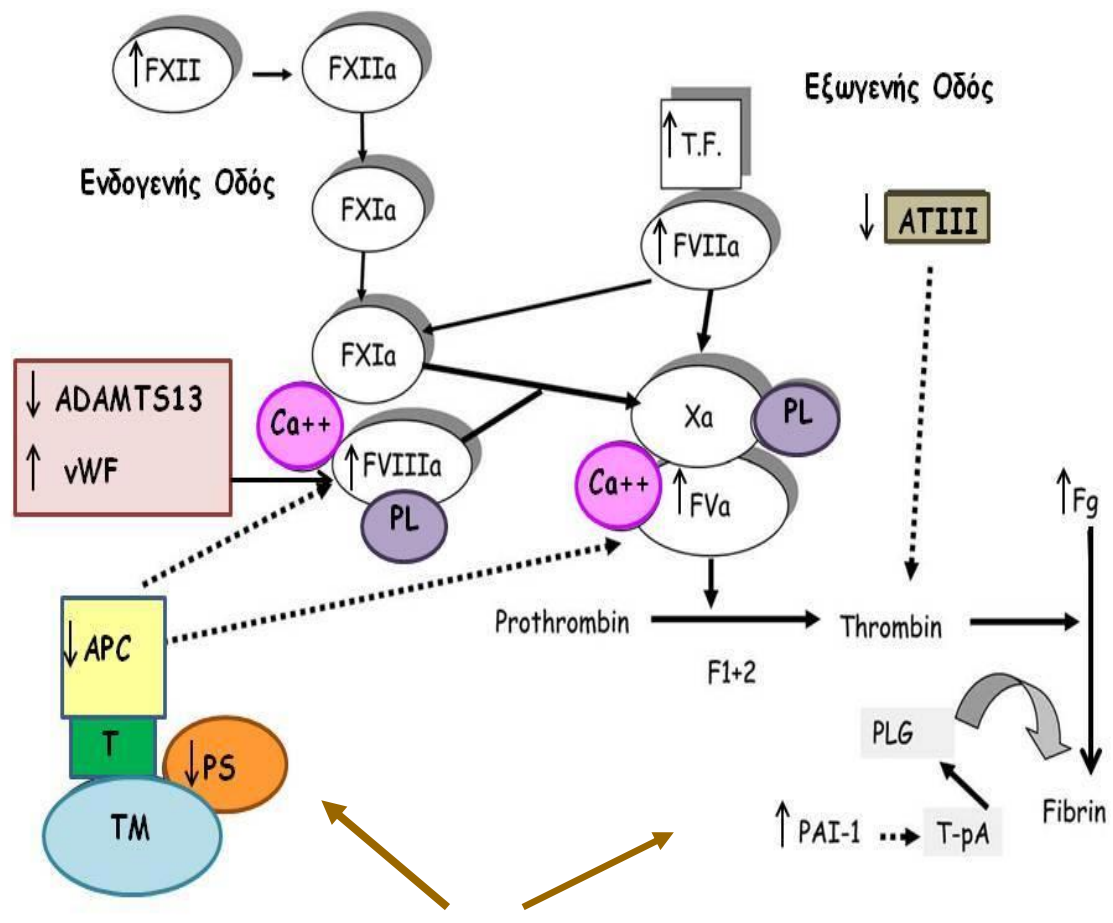 ↑FXII
FXIIa
Εξωγενής Οδός
↑ T.F.
Ενδογενής Οδός
FXIa
↓ ATIII
↑ FVIIa
FXIa
↓ ADAMTS13
↑ vWF
Ca++
↑ FVIIIa
PL
Xa
PL
Ca++
↑ FVa
↑Fg
Prothrombin
Thrombin
F1+2
↓ APC
T
↓PS
TM
PLG
↑ PAI-1
T-pA
Fibrin